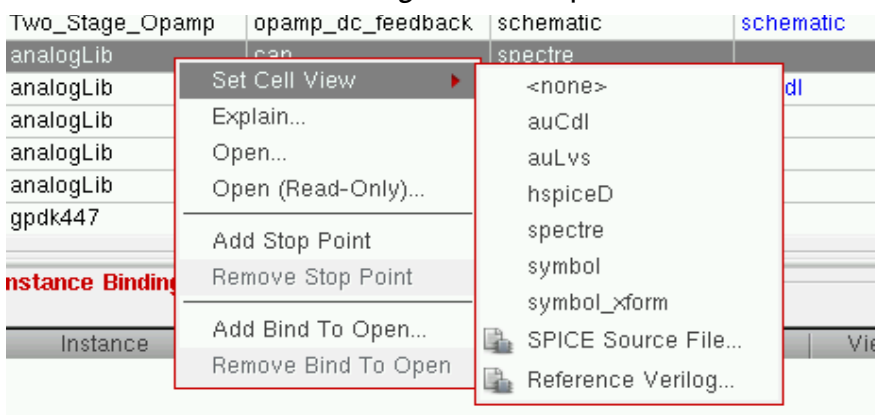 Two_Stage_Opamp opamp_dc_feedback schematic schematic
analogLib cap spectre
analogLib dl
analogLib
analogLib
analogLib
gpdk447
Set Cell View
Explain...
Open...
Open (Read-Only)...
Add Stop Point
Remove Stop Point
Add Bind To Open...
Remove Bind To Open
<none>
auCdl
auLvs
hspiceD
spectre
symbol
symbol_xform
SPICE Source File...
Reference Verilog...
nstance Binding
Instance Vie